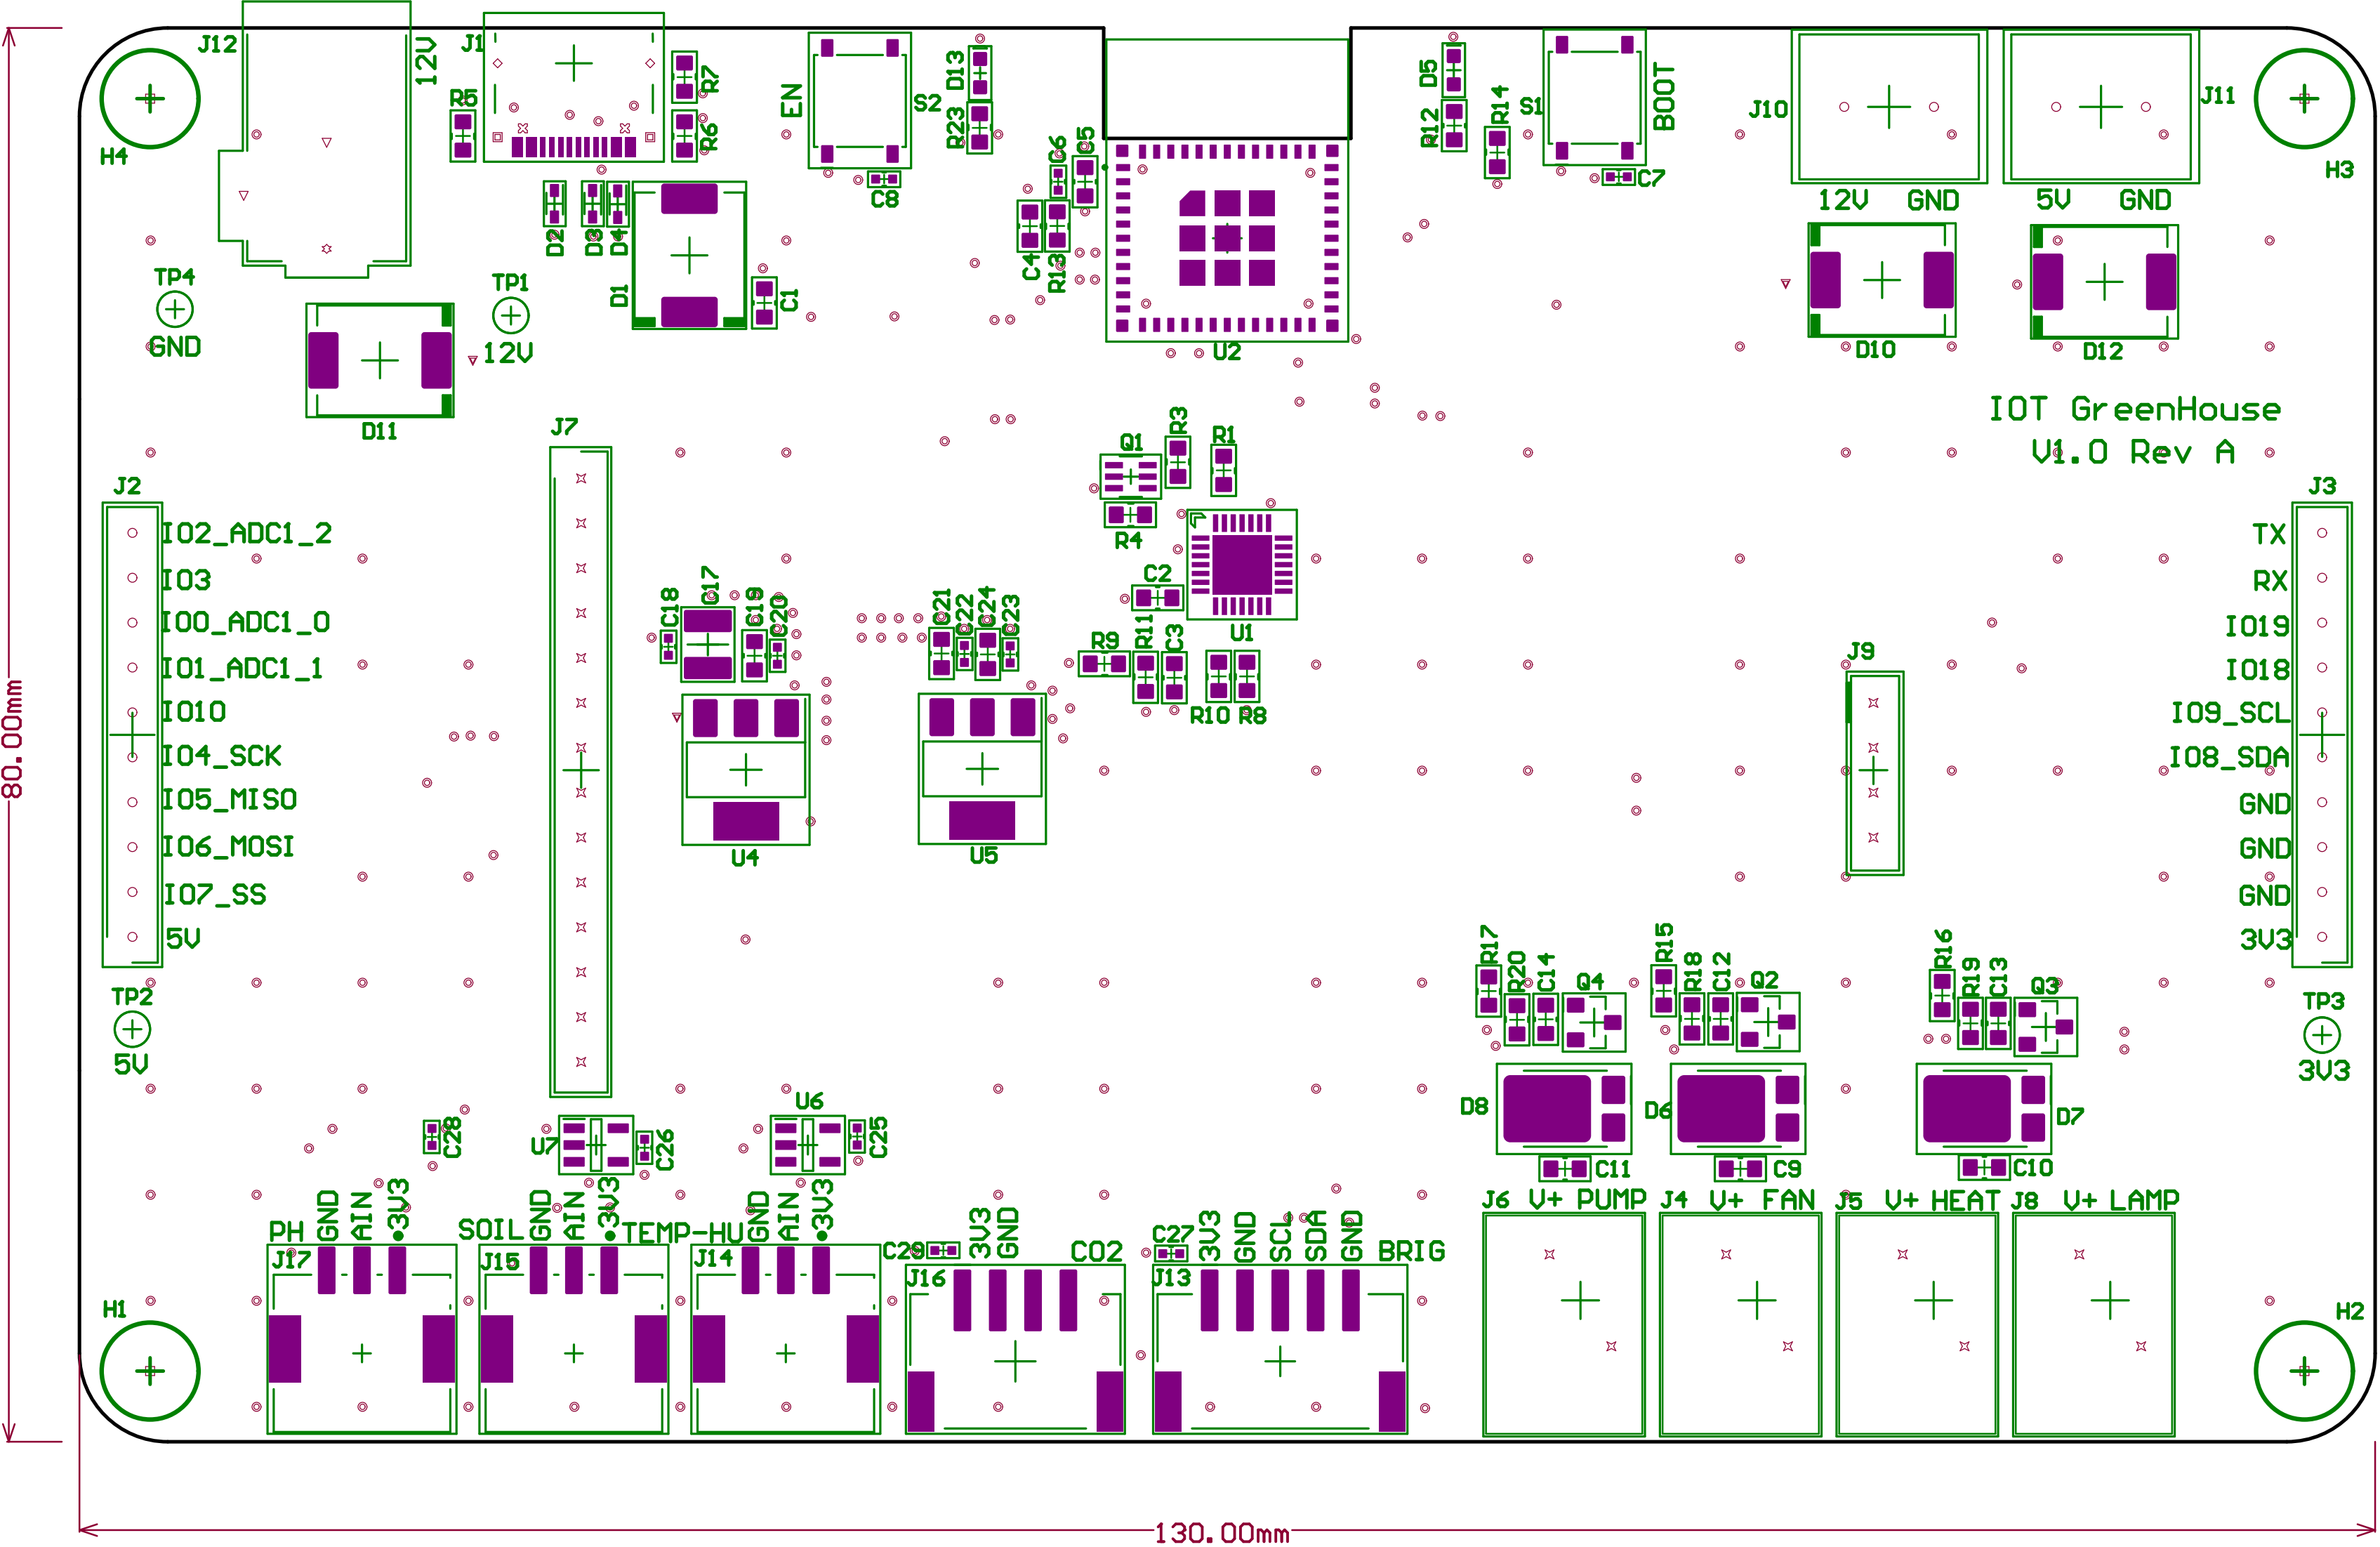 J12
12V
J1
R5
R7
R6
EN
S2
D13
R23
C6
C5
D5
R12
R14
S1
BOOT
J10
J11
H4
H3
C8
C7
12V
GND
5V
GND
D2
D3
D4
D1
C1
C4
R13
U2
TP4
GND
TP1
12V
D11
D10
D12
IOT GreenHouse
V1.0 Rev A
J7
R3
R1
Q1
R4
J2
J3
IO2_ADC1_2
IO3
IO0_ADC1_0
IO1_ADC1_1
IO10
IO4_SCK
IO5_MISO
IO6_MOSI
IO7_SS
5V
TX
RX
IO19
IO18
IO9_SCL
IO8_SDA
GND
GND
GND
3V3
C2
U1
C18
C17
C19
C20
C21
C22
C24
C23
R9
R11
C3
R10
R8
J9
U4
U5
R17
R20
C14
Q4
R15
R18
C12
Q2
R16
R19
C13
Q3
TP2
5V
TP3
3V3
D8
D6
D7
C28
U7
C26
U6
C25
C11
C9
C10
PH
GND
AIN
3V3
SOIL
GND
AIN
3V3
TEMP-HU
GND
AIN
3V3
3V3
GND
CO2
C27
3V3
GND
SCL
SDA
GND
BRIG
J6
V+ PUMP
J4
V+ FAN
J5
V+ HEAT
J8
V+ LAMP
J17
J15
J14
J16
J13
H1
H2
80.00mm
130.00mm